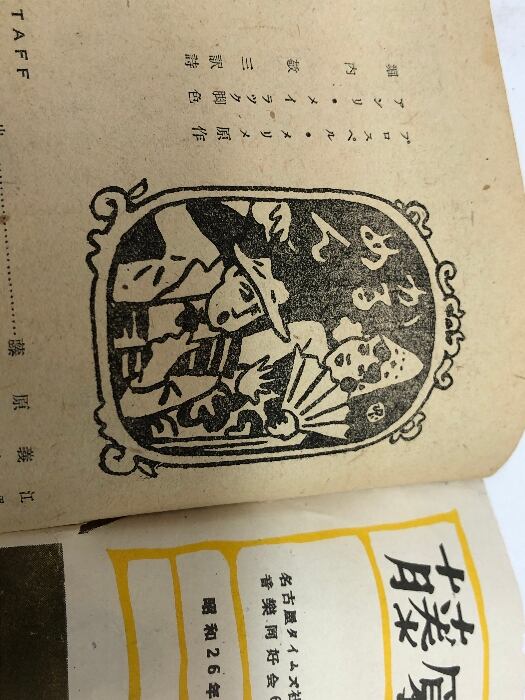 プロスペル・メリメ原作
アンリ・メイラック脚色
堀内敬三訳詩
かるめん
TAFF
藤原義江
藤
名古屋タイムズ社
音樂同好会
昭和26年